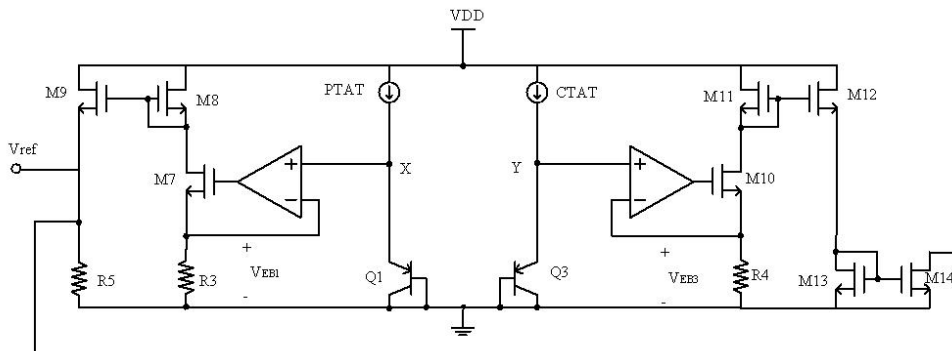 VDD
M9
M8
PTAT
CTAT
M11
M12
Vref
M7
+
X
Y
+
M10
−
−
+
VEB1
-
Q1
Q3
+
VEB3
-
R5
R3
R4
M13
M14